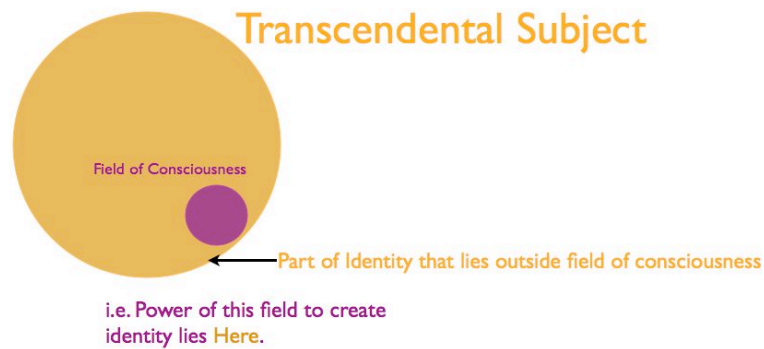 Transcendental Subject
Field of Consciousness
Part of Identity that lies outside field of consciousness
i.e. Power of this field to create
identity lies Here.